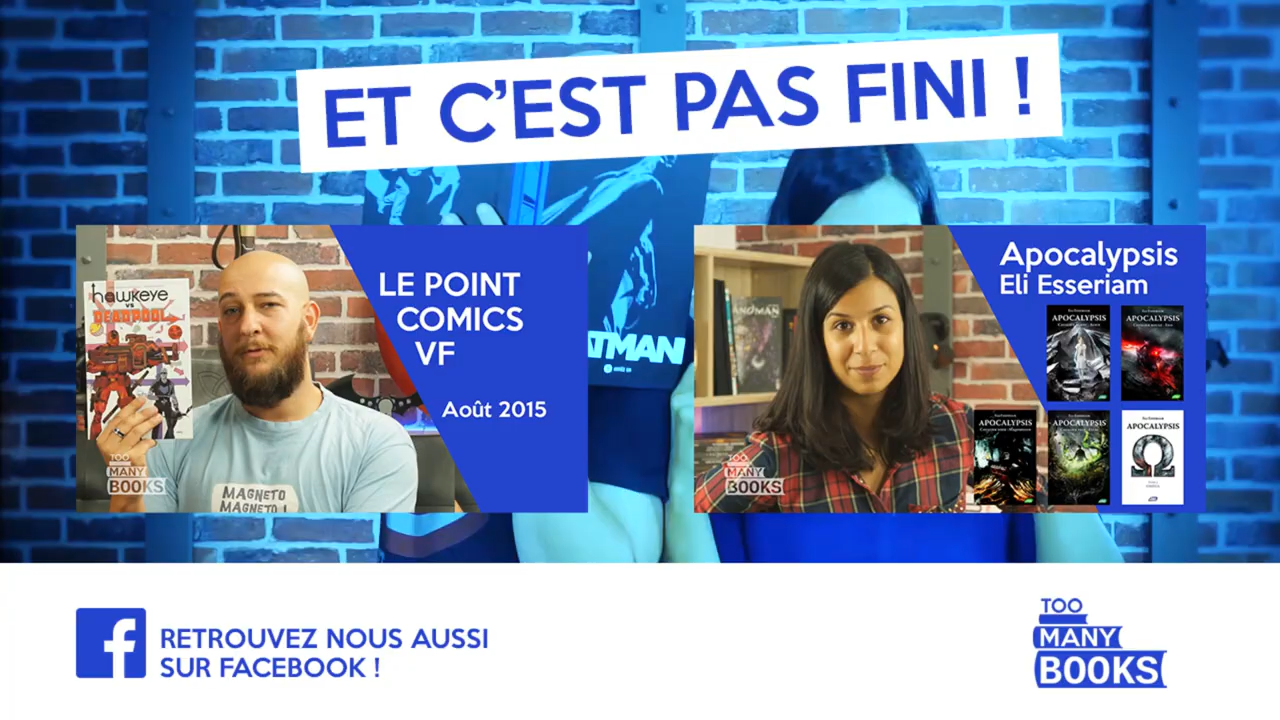 ET C'EST PAS FINI !
hawkeye
VS
DEADPOOL
TOO
MANY
BOOKS
MAGNETO
MAGNETO !
LE POINT
COMICS
VF
Août 2015
ATMAN
SANDMAN
TOO
MANY
BOOKS
Apocalypsis
Eli Esseriam
APOCALYPSIS
APOCALYPSIS
APOCALYPSIS
APOCALYPSIS
APOCALYPSIS
RETROUVEZ NOUS AUSSI
SUR FACEBOOK !
TOO
MANY
BOOKS